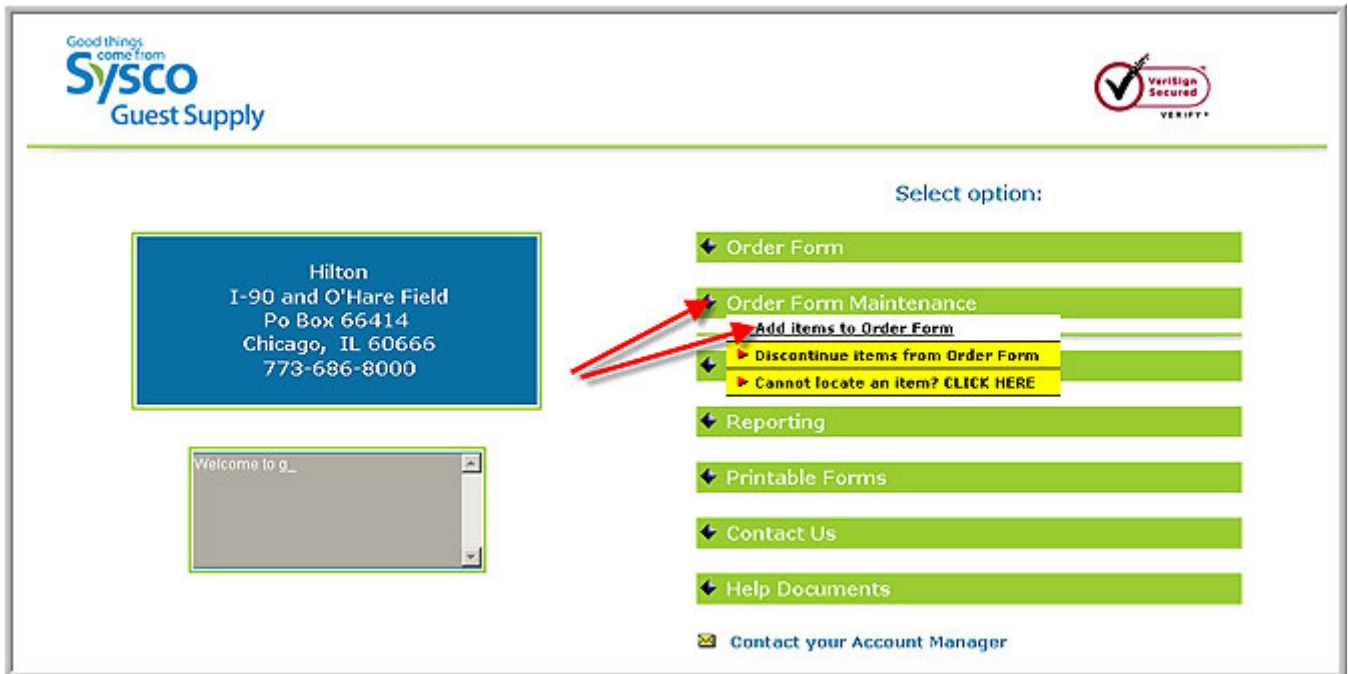 Good things
come from
Sysco
Guest Supply
VeriSign
Secured
VERIFY
Select option:
Hilton
I-90 and O'Hare Field
Po Box 66414
Chicago, IL 60666
773-686-8000
Welcome to g_
Order Form
Order Form Maintenance
Add items to Order Form
Discontinue items from Order Form
Cannot locate an item? CLICK HERE
Reporting
Printable Forms
Contact Us
Help Documents
Contact your Account Manager